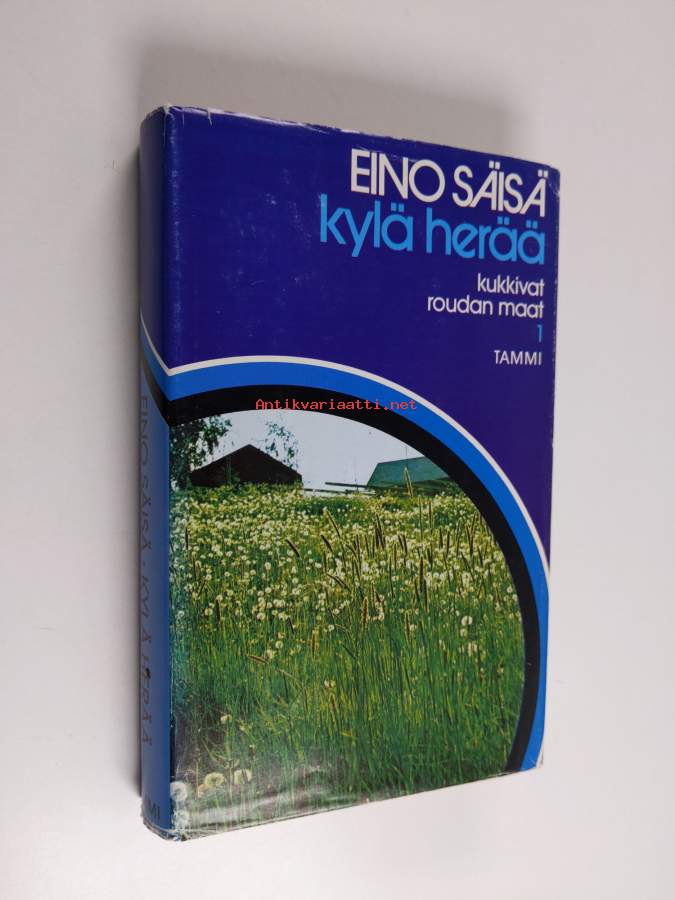 EINO SÄISÄ
kylä herää
kukkivat
roudan maat
1
TAMMI
Antikvariaatti.net
EINO SÄISÄ · KYLÄ HERÄÄ